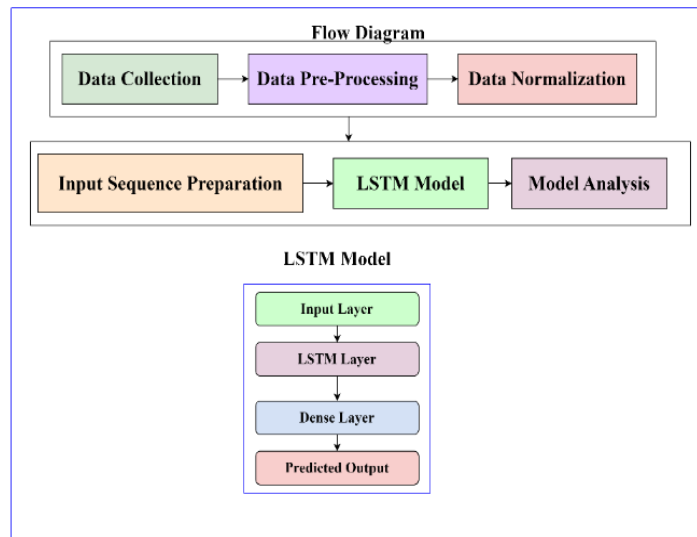 Flow Diagram
Data Collection
Data Pre-Processing
Data Normalization
Input Sequence Preparation
LSTM Model
Model Analysis
LSTM Model
Input Layer
LSTM Layer
Dense Layer
Predicted Output